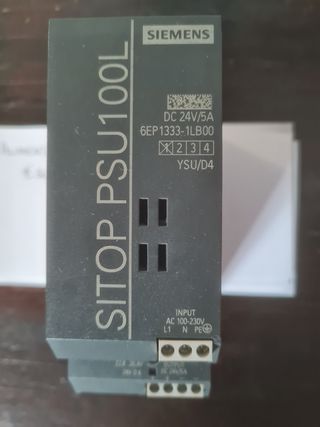 SIEMENS
DC 24V/5A
6EP1333-1LB00
1 2 3 4
YSU/D4
SITOP PSU100L
INPUT
AC 100-230V
L1 N PE